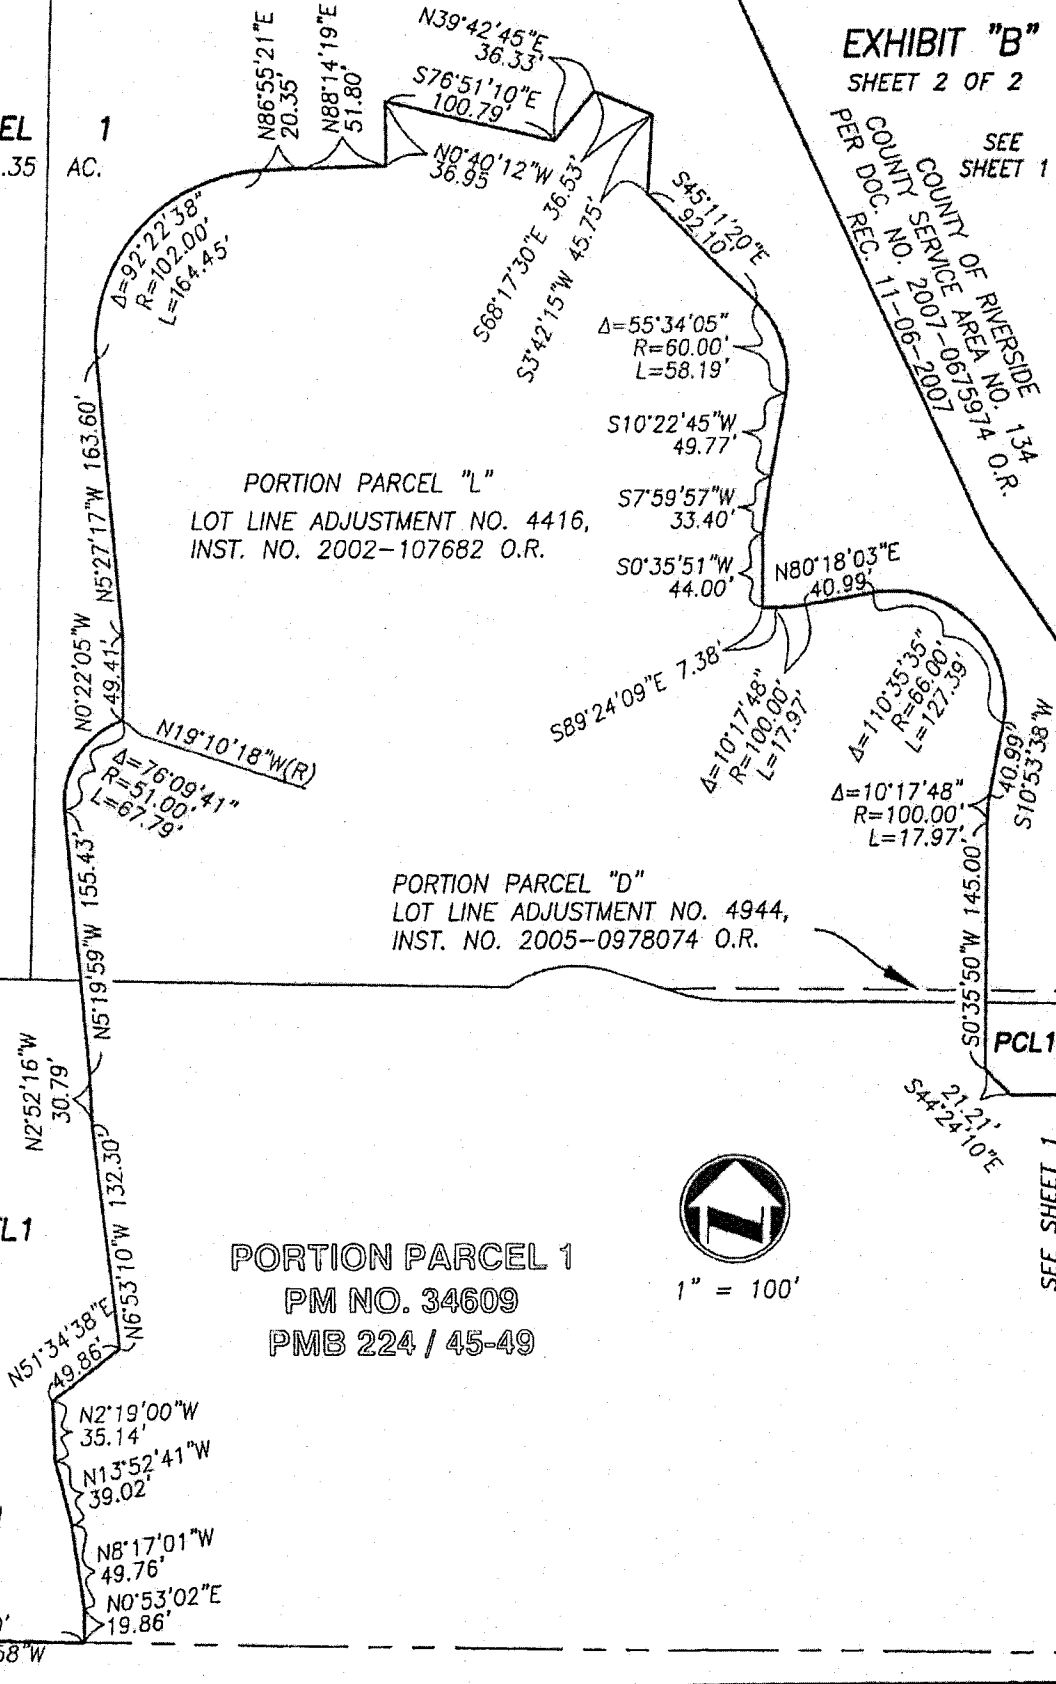 EXHIBIT "B"
SHEET 2 OF 2
SEE
SHEET 1
COUNTY OF RIVERSIDE
COUNTY SERVICE AREA NO. 134
PER DOC. NO. 2007-0675974 O.R.
REC. 11-06-2007
1
.35 AC.
N86°55'21"E
20.35'
N88°14'19"E
51.80'
N39°42'45"E
36.33'
S76°51'10"E
100.79'
N0°40'12"W
36.95
S68°17'30"E 36.53'
S3°42'15"W 45.75'
S45°11'20"E
92.10'
Δ=92°22'38"
R=102.00'
L=164.45'
Δ=55°34'05"
R=60.00'
L=58.19'
S10°22'45"W
49.77'
S7°59'57"W
33.40'
S0°35'51"W
44.00'
N80°18'03"E
40.99'
S89°24'09"E 7.38'
Δ=10°17'48"
R=100.00'
L=17.97'
Δ=110°35'35"
R=66.00'
L=127.39'
40.99'
S10°53'38"W
Δ=10°17'48"
R=100.00'
L=17.97'
S0°35'50"W 145.00'
PORTION PARCEL "L"
LOT LINE ADJUSTMENT NO. 4416,
INST. NO. 2002-107682 O.R.
N5°27'17"W 163.60'
N0°22'05"W
49.41'
N19°10'18"W(R)
Δ=76°09'41"
R=51.00'
L=67.79'
N5°19'59"W 155.43'
PORTION PARCEL "D"
LOT LINE ADJUSTMENT NO. 4944,
INST. NO. 2005-0978074 O.R.
PCL1
21.21'
S44°24'10"E
SEE SHEET 1
N2°52'16"W
30.79'
N6°53'10"W 132.30'
PORTION PARCEL 1
PM NO. 34609
PMB 224 / 45-49
1" = 100'
N51°34'38"E
49.86'
N2°19'00"W
35.14'
N13°52'41"W
39.02'
N8°17'01"W
49.76'
N0°53'02"E
19.86'